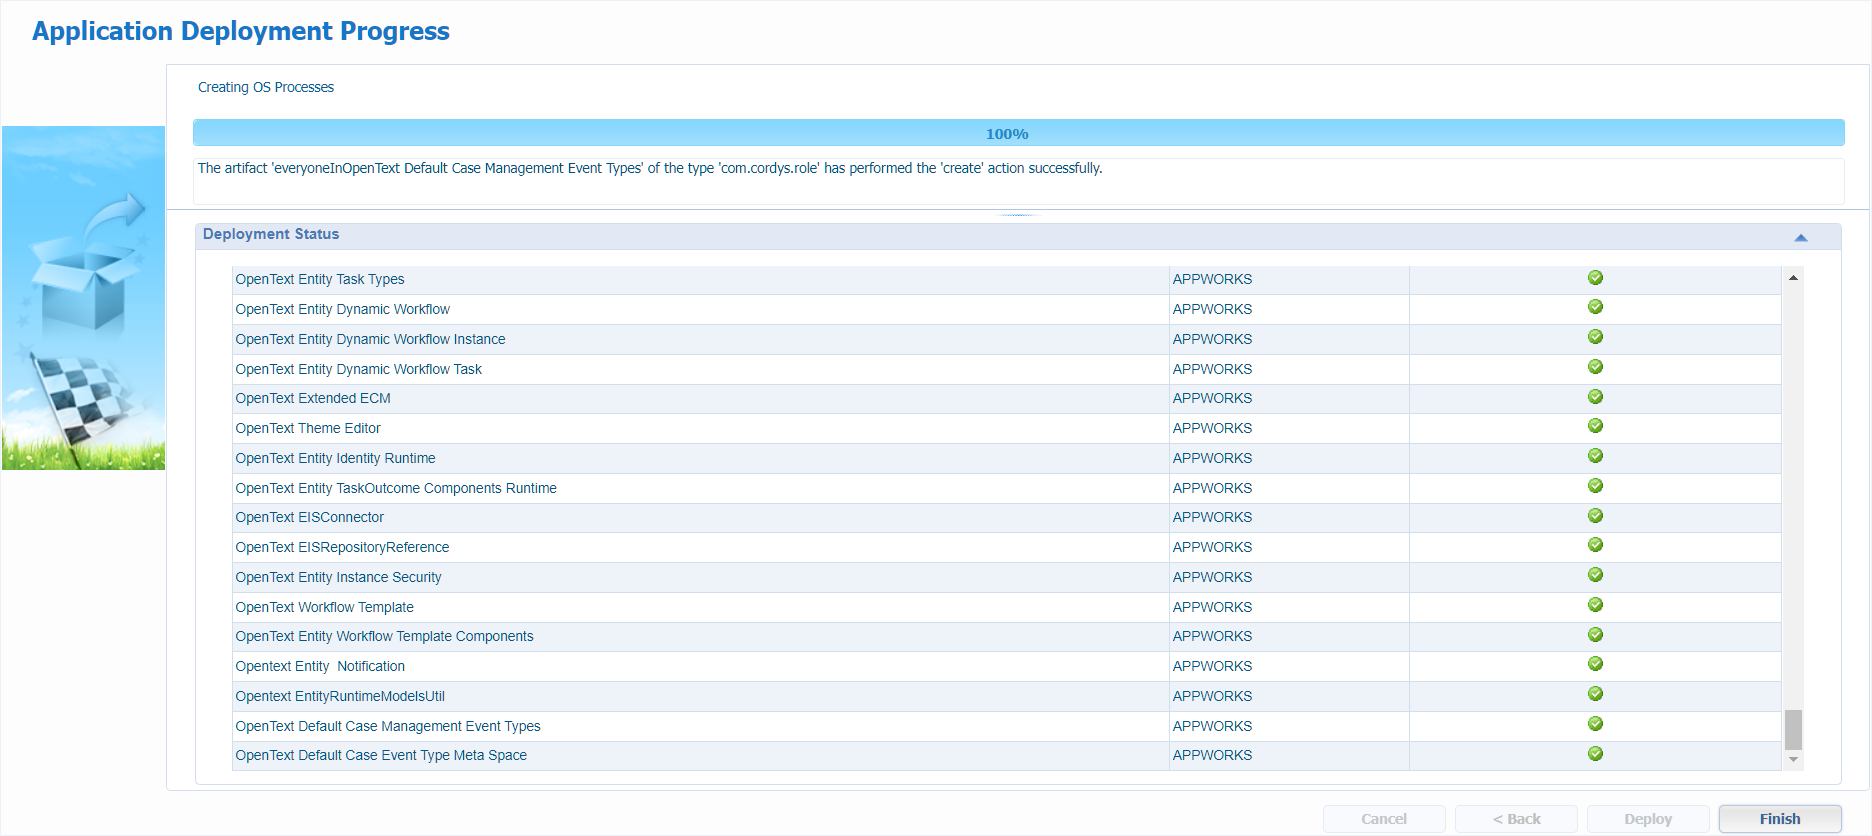 Application Deployment Progress
Creating OS Processes
100%
The artifact 'everyoneInOpenText Default Case Management Event Types' of the type 'com.cordys.role' has performed the 'create' action successfully.
Deployment Status
OpenText Entity Task Types APPWORKS
OpenText Entity Dynamic Workflow APPWORKS
OpenText Entity Dynamic Workflow Instance APPWORKS
OpenText Entity Dynamic Workflow Task APPWORKS
OpenText Extended ECM APPWORKS
OpenText Theme Editor APPWORKS
OpenText Entity Identity Runtime APPWORKS
OpenText Entity TaskOutcome Components Runtime APPWORKS
OpenText EISConnector APPWORKS
OpenText EISRepositoryReference APPWORKS
OpenText Entity Instance Security APPWORKS
OpenText Workflow Template APPWORKS
OpenText Entity Workflow Template Components APPWORKS
Opentext Entity  Notification APPWORKS
Opentext EntityRuntimeModelsUtil APPWORKS
OpenText Default Case Management Event Types APPWORKS
OpenText Default Case Event Type Meta Space APPWORKS
Cancel < Back Deploy Finish